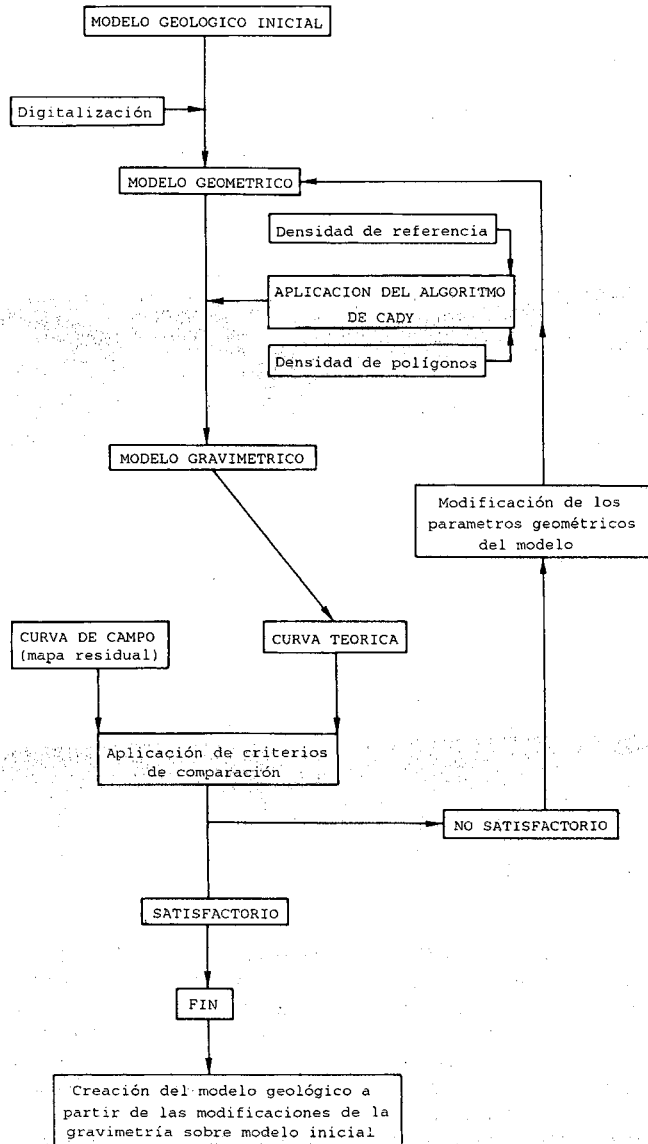 MODELO GEOLOGICO INICIAL
Digitalización
MODELO GEOMETRICO
Densidad de referencia
APLICACION DEL ALGORITMO
DE CADY
Densidad de polígonos
MODELO GRAVIMETRICO
Modificación de los
parametros geométricos
del modelo
CURVA DE CAMPO
(mapa residual)
CURVA TEORICA
Aplicación de criterios
de comparación
NO SATISFACTORIO
SATISFACTORIO
FIN
Creación del modelo geológico a
partir de las modificaciones de la
gravimetría sobre modelo inicial